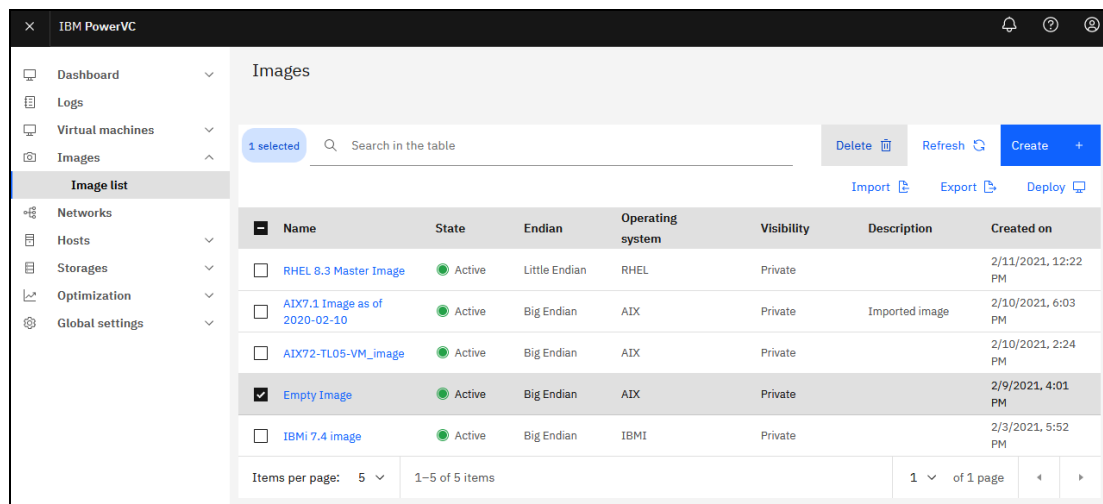 IBM PowerVC
Dashboard
Logs
Virtual machines
Images
Image list
Networks
Hosts
Storages
Optimization
Global settings
Images
1 selected Search in the table Delete Refresh Create +
Import Export Deploy
Name State Endian Operating system Visibility Description Created on
RHEL 8.3 Master Image Active Little Endian RHEL Private 2/11/2021, 12:22 PM
AIX7.1 Image as of 2020-02-10 Active Big Endian AIX Private Imported image 2/10/2021, 6:03 PM
AIX72-TL05-VM_image Active Big Endian AIX Private 2/10/2021, 2:24 PM
Empty Image Active Big Endian AIX Private 2/9/2021, 4:01 PM
IBMi 7.4 image Active Big Endian IBMI Private 2/3/2021, 5:52 PM
Items per page: 5 1–5 of 5 items 1 of 1 page